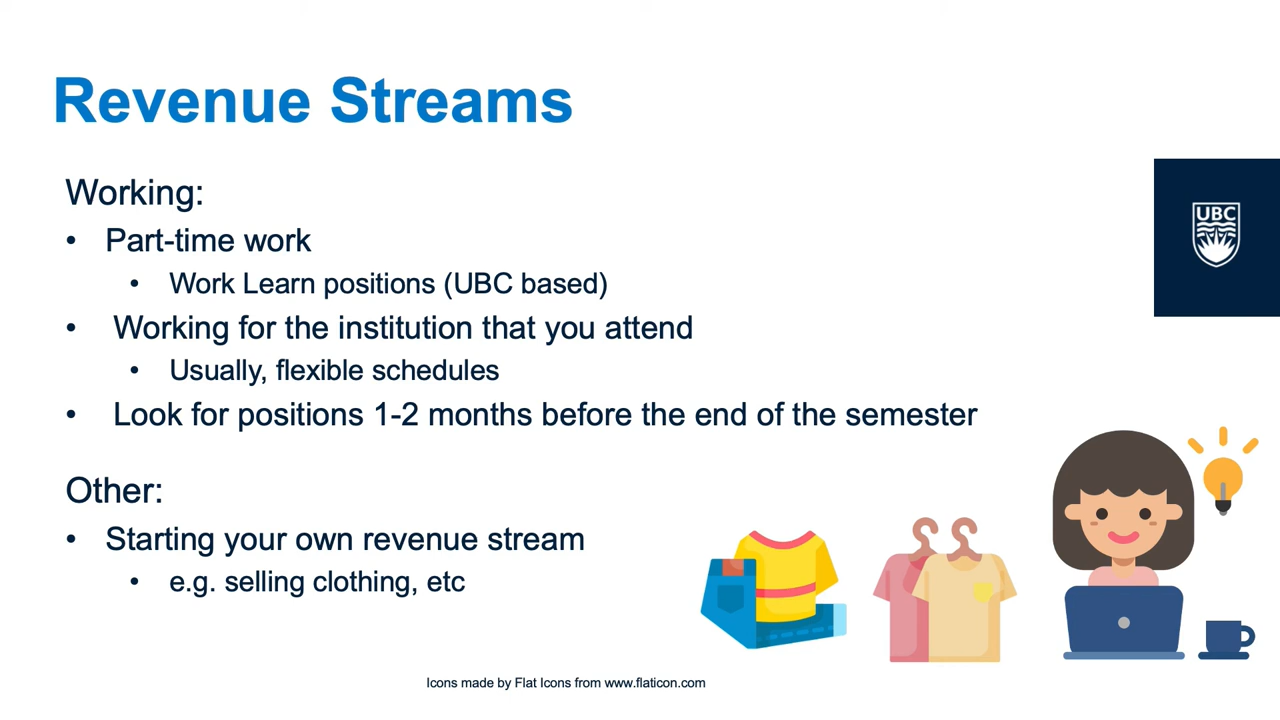 Revenue Streams
Working:
• Part-time work
• Work Learn positions (UBC based)
• Working for the institution that you attend
• Usually, flexible schedules
• Look for positions 1-2 months before the end of the semester
Other:
• Starting your own revenue stream
• e.g. selling clothing, etc
UBC
Icons made by Flat Icons from www.flaticon.com